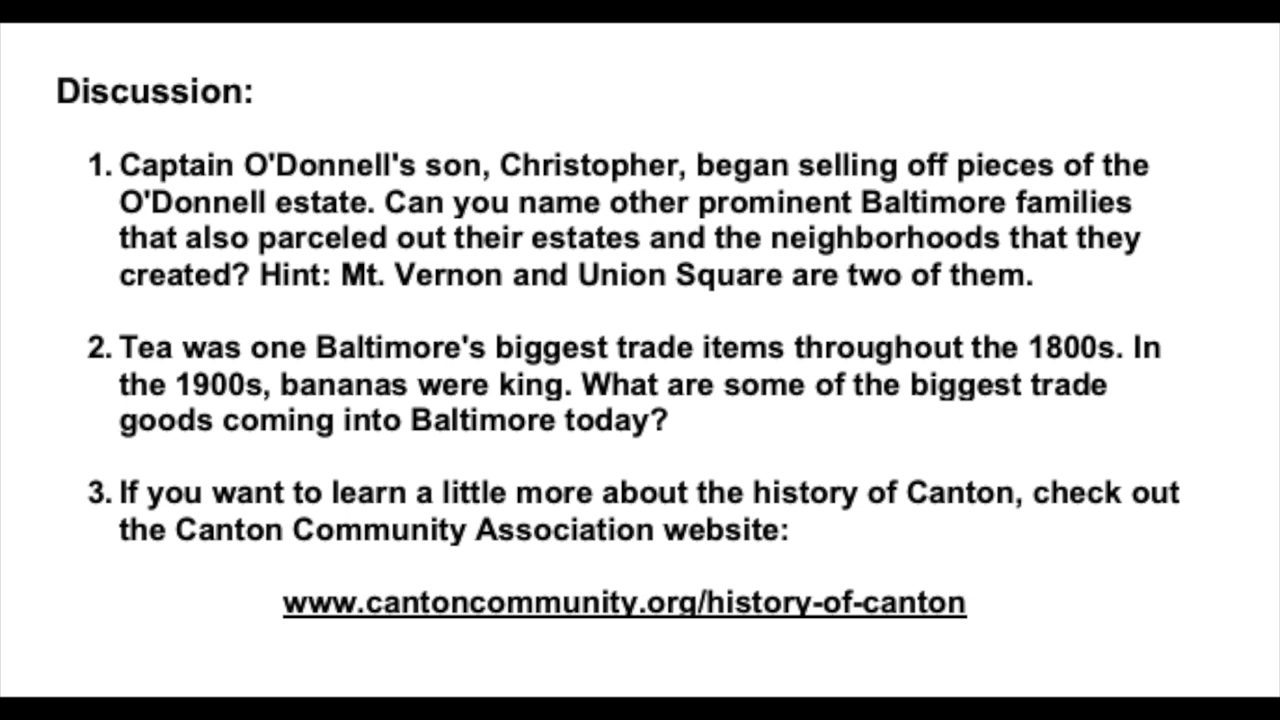 Discussion:
1. Captain O'Donnell's son, Christopher, began selling off pieces of the
O'Donnell estate. Can you name other prominent Baltimore families
that also parceled out their estates and the neighborhoods that they
created? Hint: Mt. Vernon and Union Square are two of them.
2. Tea was one Baltimore's biggest trade items throughout the 1800s. In
the 1900s, bananas were king. What are some of the biggest trade
goods coming into Baltimore today?
3. If you want to learn a little more about the history of Canton, check out
the Canton Community Association website:
www.cantoncommunity.org/history-of-canton